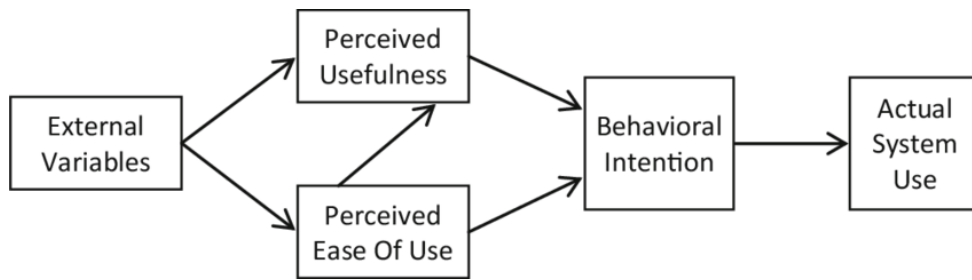 External
Variables
Perceived
Usefulness
Perceived
Ease Of Use
Behavioral
Intention
Actual
System
Use